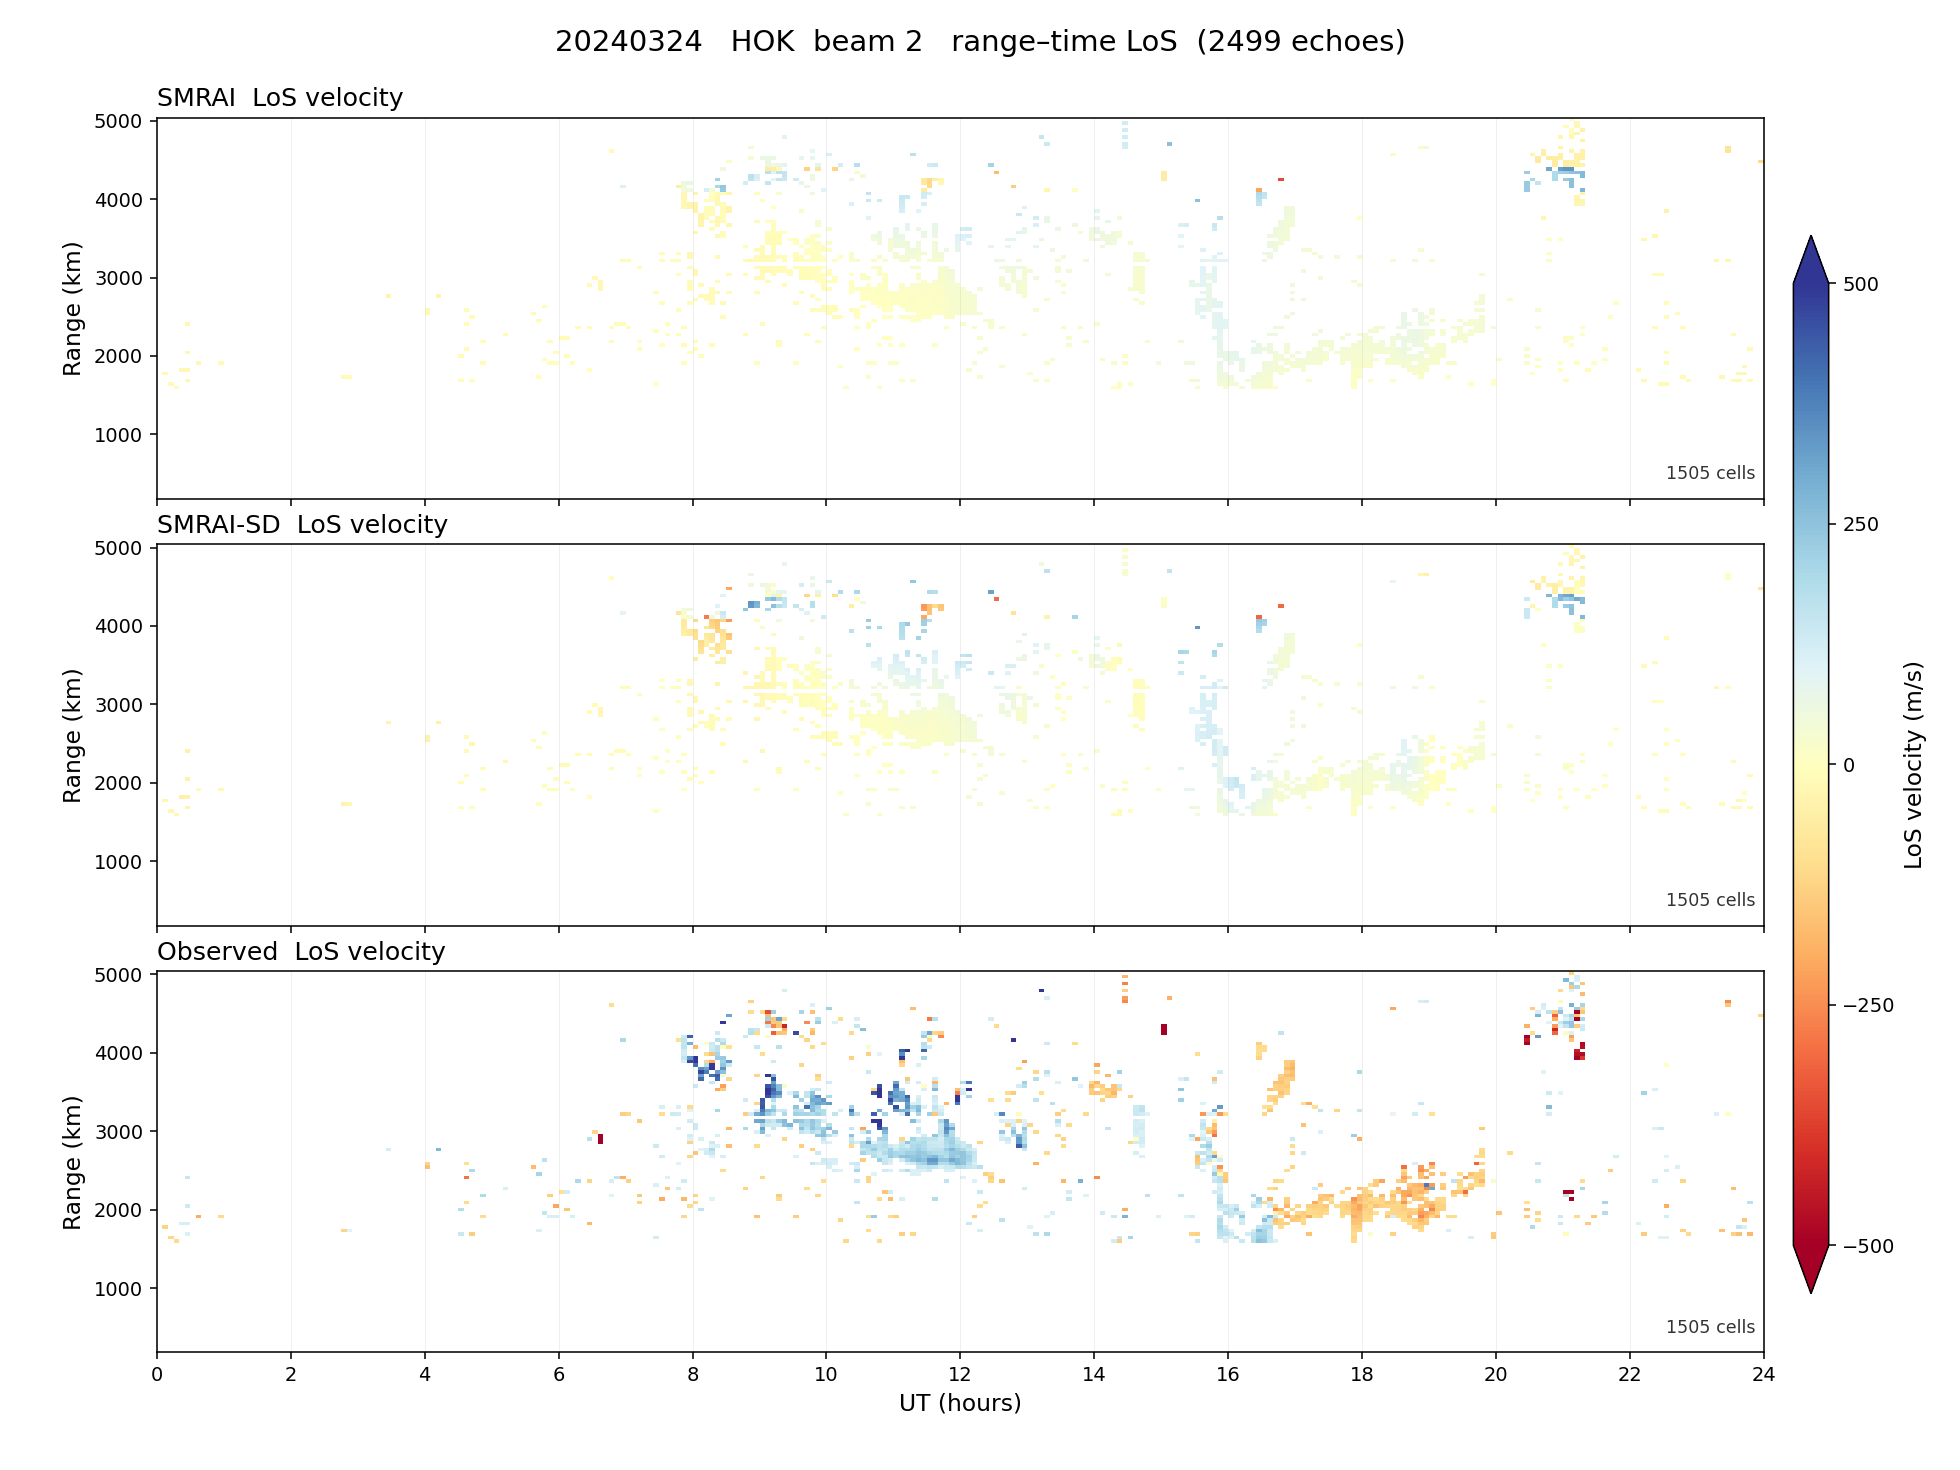 20240324   HOK  beam 2   range–time LoS  (2499 echoes)
SMRAI  LoS velocity
5000
4000
3000
2000
1000
Range (km)
1505 cells
SMRAI-SD  LoS velocity
5000
4000
3000
2000
1000
Range (km)
1505 cells
Observed  LoS velocity
5000
4000
3000
2000
1000
Range (km)
1505 cells
0 2 4 6 8 10 12 14 16 18 20 22 24
UT (hours)
500
250
0
−250
−500
LoS velocity (m/s)